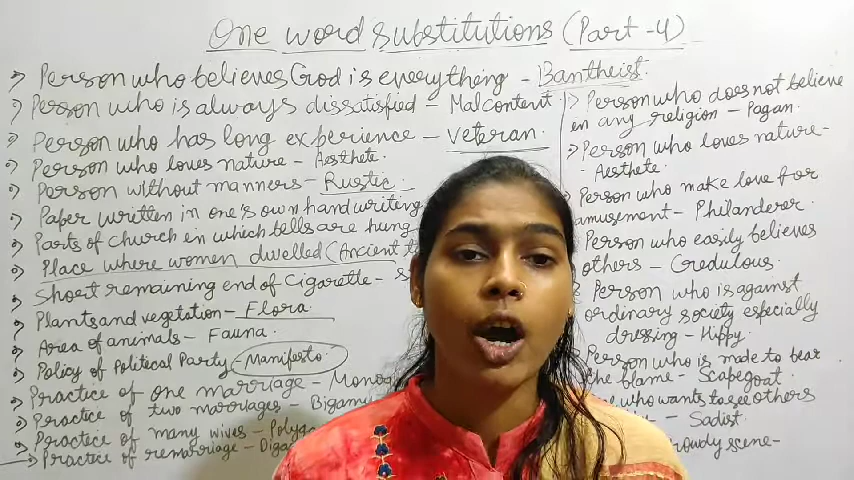 One word substitutions (Part-4)
Person who believes God is everything - Bantheist.
Person who is always dissatisfied - Malcontent
Person who has long experience - veteran.
Person who loves nature - Aesthete.
Person without manners - Rustic.
Paper written in one's own handwriting
Parts of church in which tells are hung
Place where women dwelled (Ancient
Short remaining end of Cigarette -
Plants and vegetation - Flora.
Area of animals - Fauna.
Policy of Political Party - Manifesto.
Practice of one marriage - Monog
Practice of two marriages - Bigamy
Practice of many wives - Polyg
Practice of remarriage - Diga
Person who does not believe
en any religion - Pagan.
Person who loves nature -
Aesthete.
Person who make love for
amusement - Philanderer.
Person who easily believes
others - Credulous.
Person who is against
ordinary society especially
dressing - Hippy.
Person who is made to bear
the blame - Scapegoat.
who wants to see others
- Sadist.
rowdy scene -